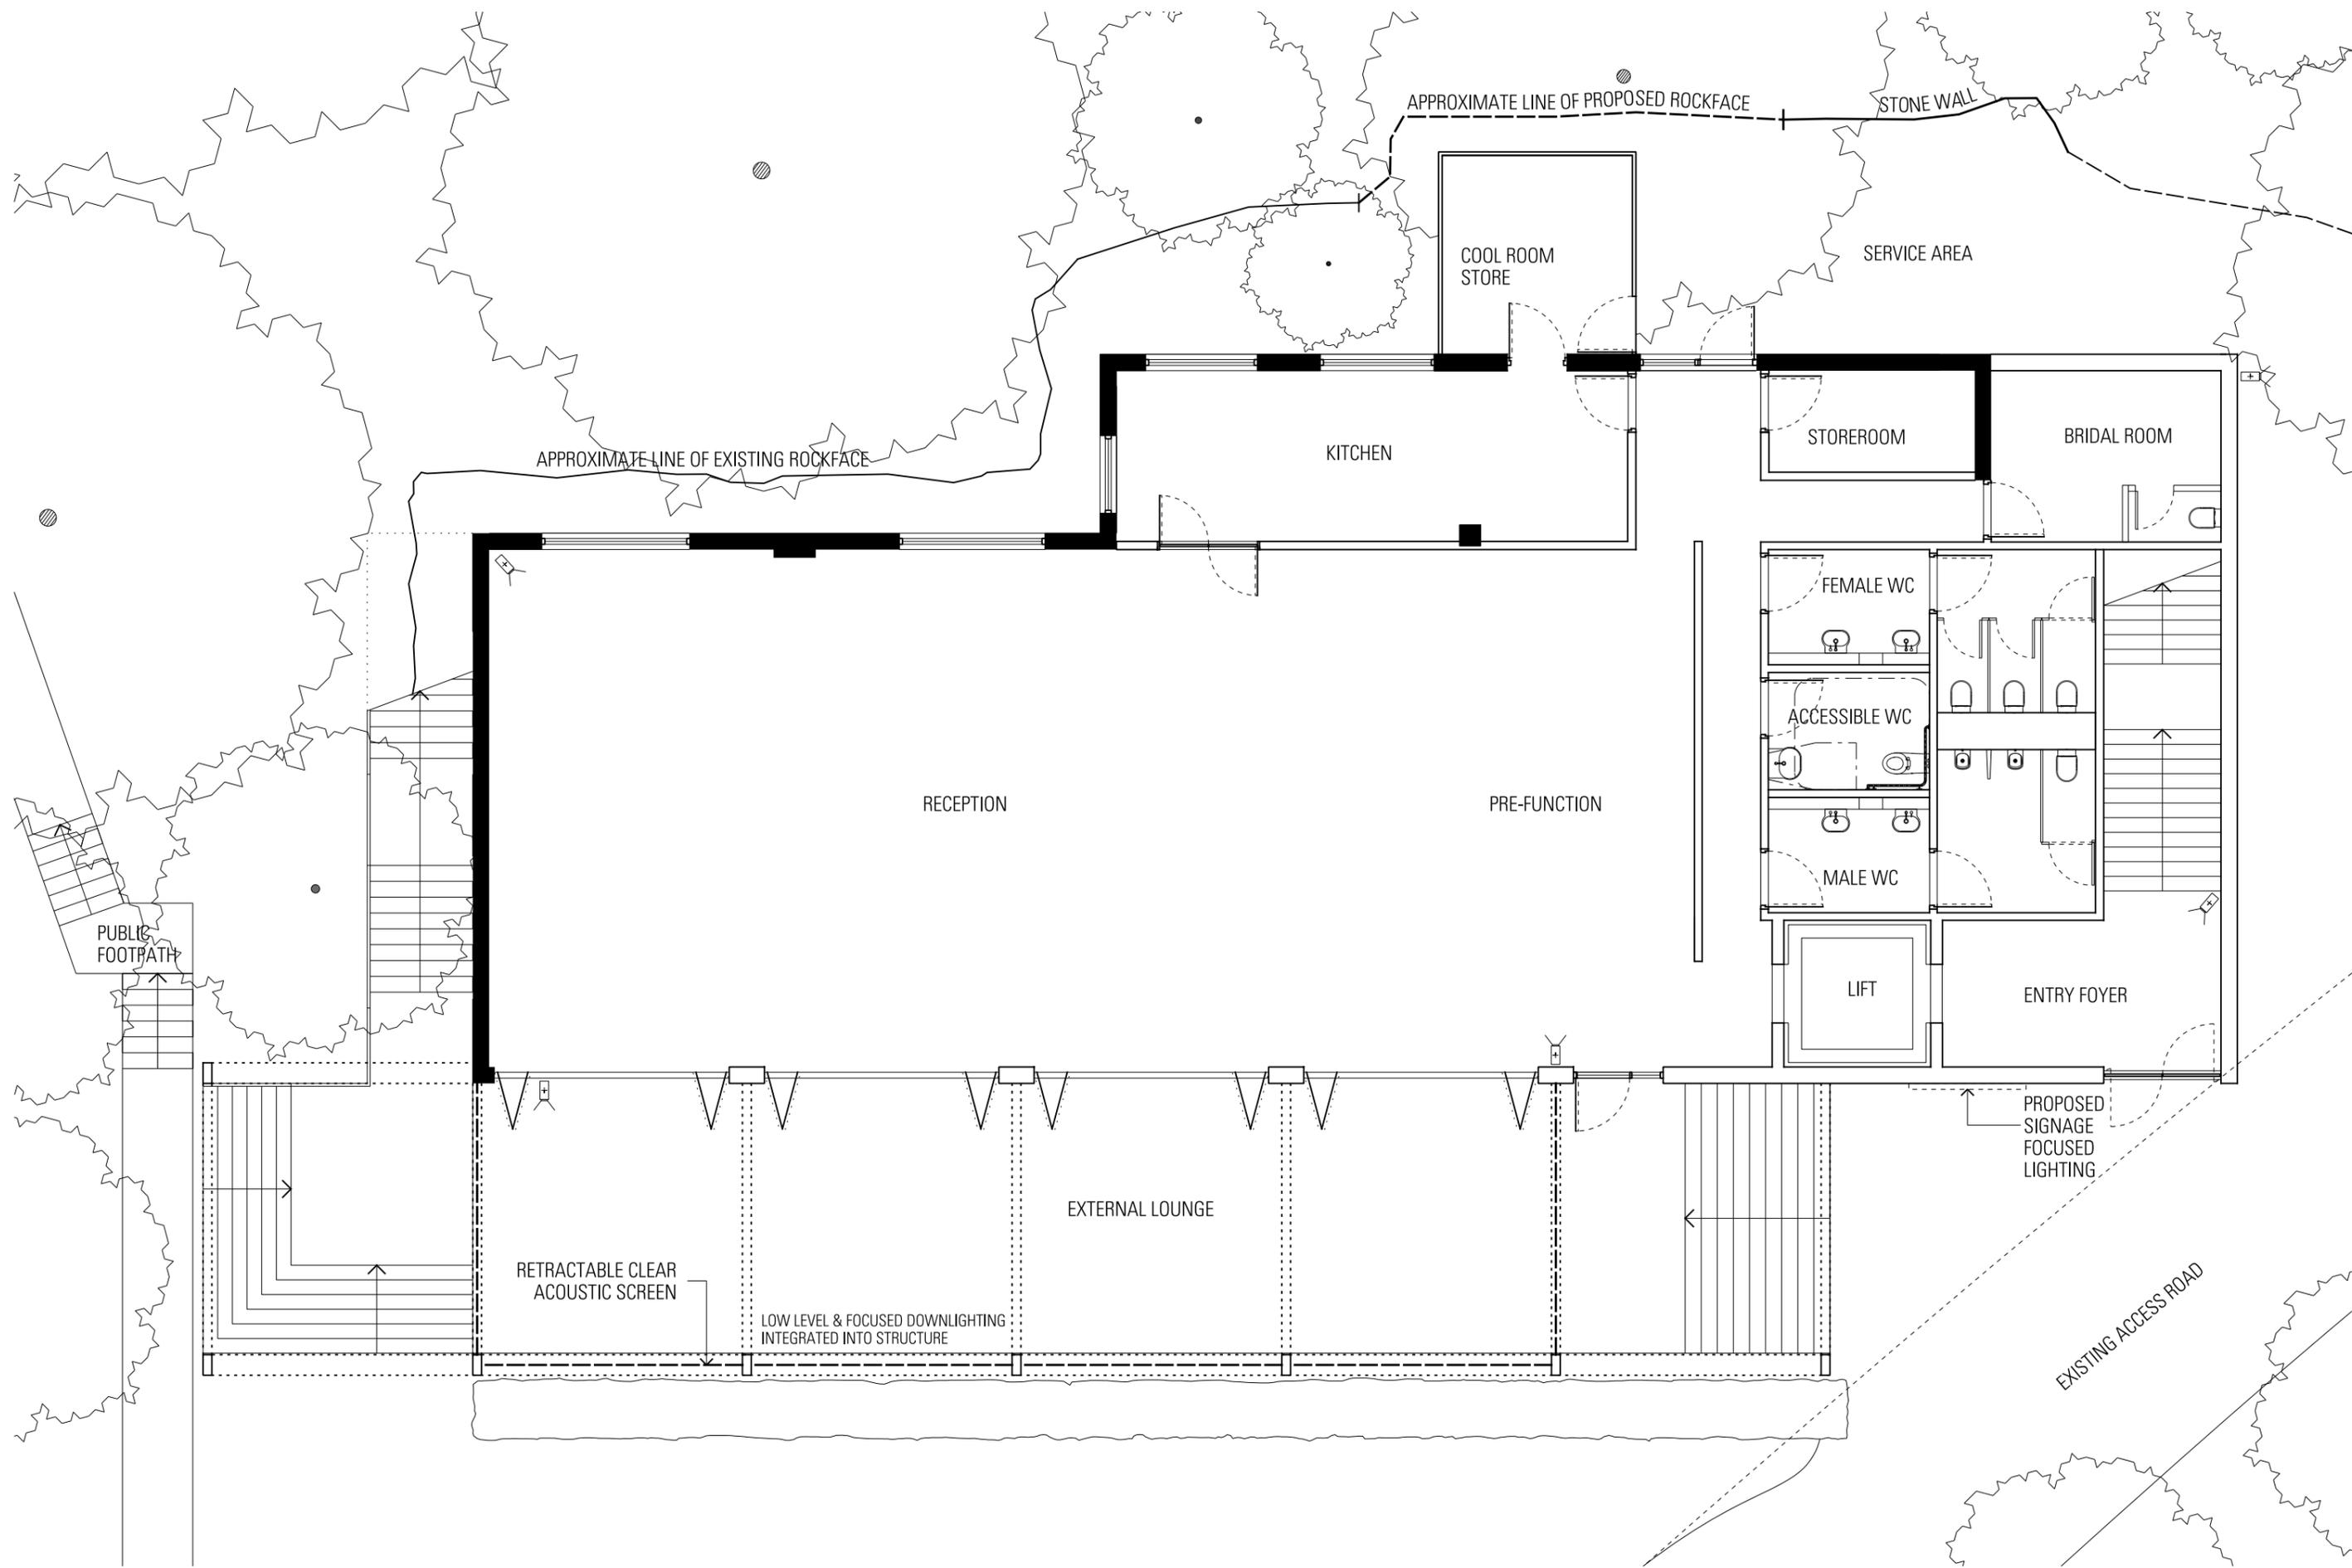 APPROXIMATE LINE OF PROPOSED ROCKFACE
STONE WALL
COOL ROOM
STORE
SERVICE AREA
APPROXIMATE LINE OF EXISTING ROCKFACE
KITCHEN
STOREROOM
BRIDAL ROOM
FEMALE WC
ACCESSIBLE WC
RECEPTION
PRE-FUNCTION
MALE WC
PUBLIC
FOOTPATH
LIFT
ENTRY FOYER
PROPOSED
SIGNAGE
FOCUSED
LIGHTING
EXTERNAL LOUNGE
RETRACTABLE CLEAR
ACOUSTIC SCREEN
LOW LEVEL & FOCUSED DOWNLIGHTING
INTEGRATED INTO STRUCTURE
EXISTING ACCESS ROAD